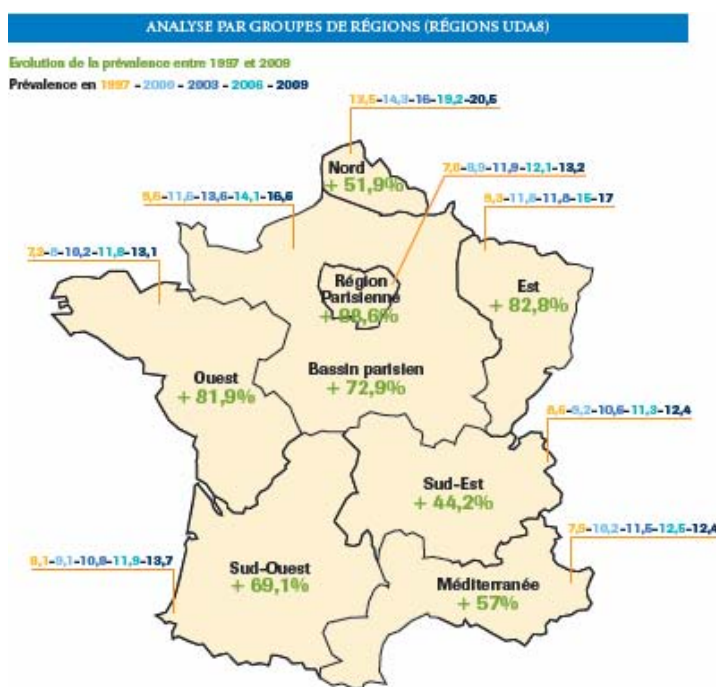 ANALYSE PAR GROUPES DE RÉGIONS (RÉGIONS UDA8)
Evolution de la prévalence entre 1997 et 2009
Prévalence en 1997 - 2000 - 2003 - 2006 - 2009
13,5-14,3-16-19,2-20,5
Nord
+ 51,9%
7,0-8,9-11,9-12,1-13,2
9,6-11,6-13,6-14,1-16,6
9,3-11,8-11,8-15-17
7,2-8-10,2-11,8-13,1
Région
Parisienne
+ 88,6%
Est
+ 82,8%
Bassin parisien
+ 72,9%
Ouest
+ 81,9%
8,6-9,2-10,6-11,3-12,4
Sud-Est
+ 44,2%
7,9-10,2-11,5-12,5-12,4
8,1-9,1-10,8-11,9-13,7
Sud-Ouest
+ 69,1%
Méditerranée
+ 57%